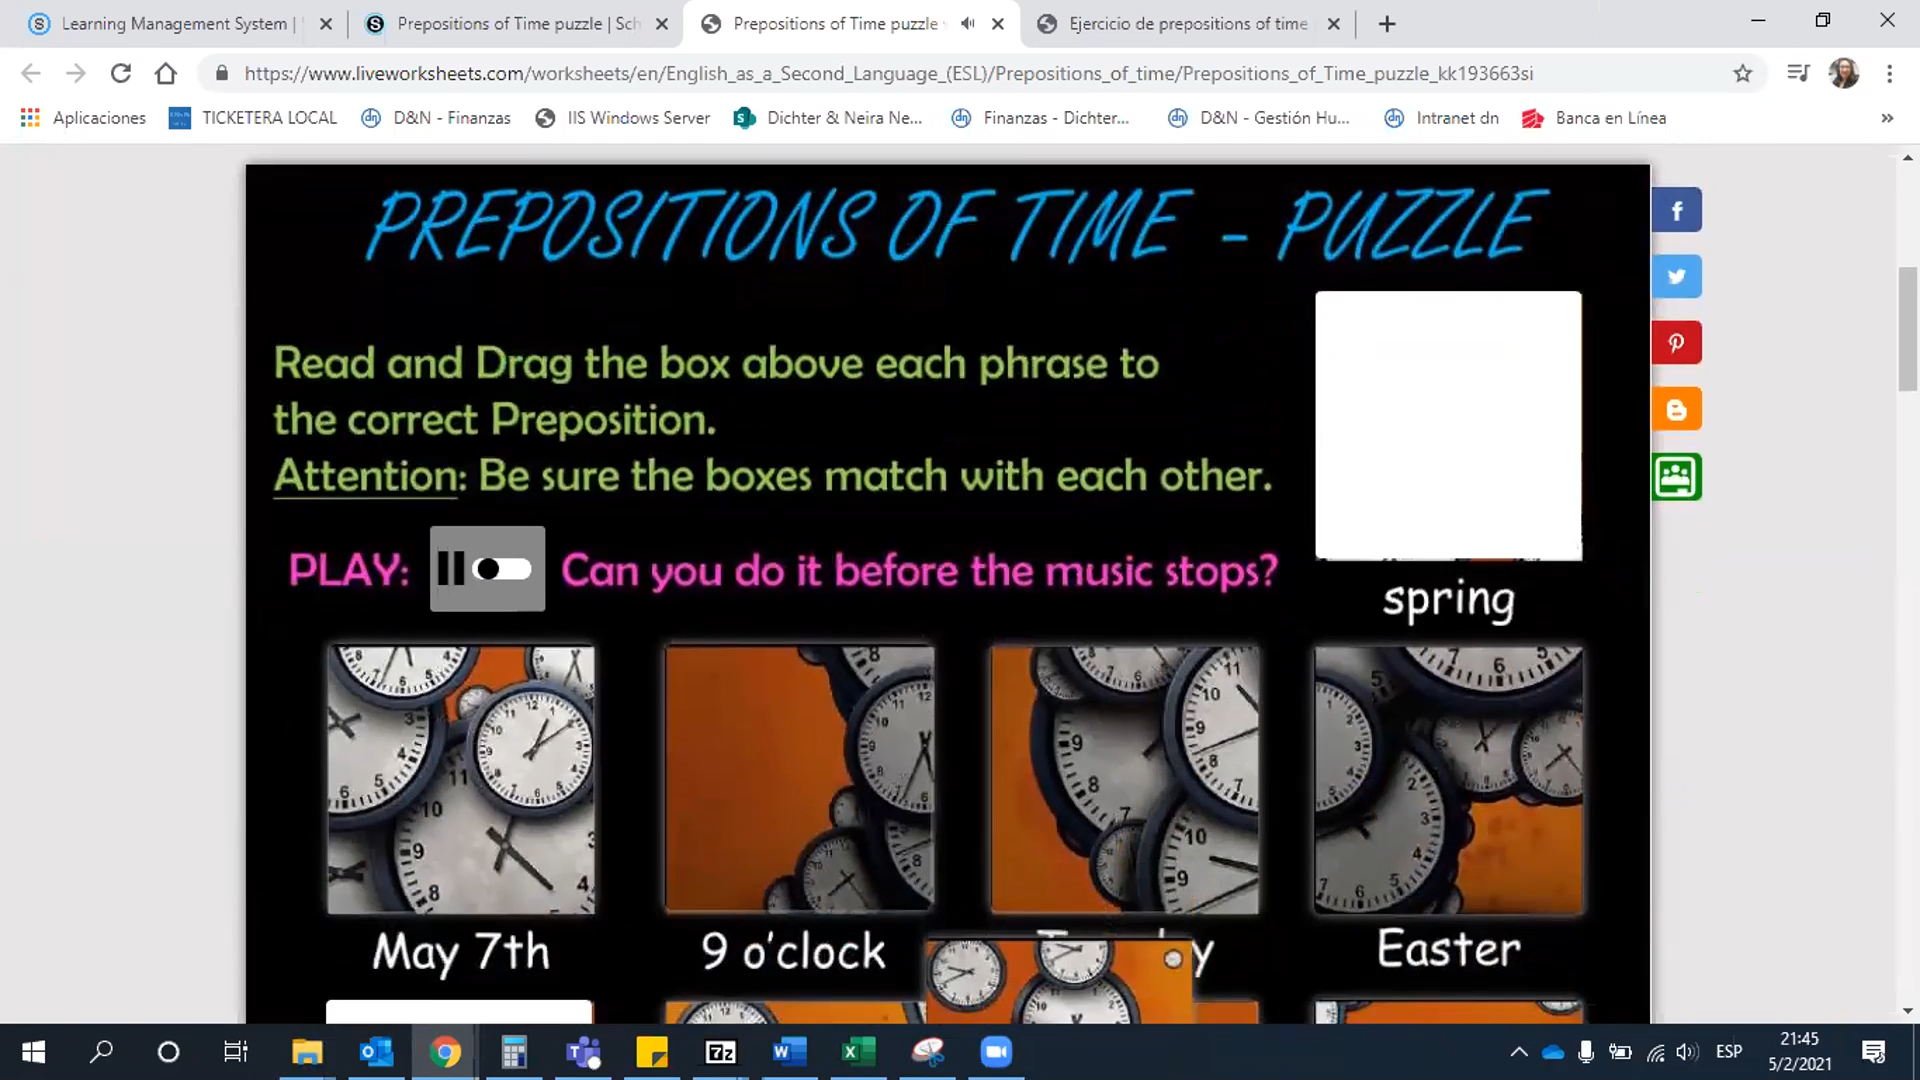 Learning Management System |
Prepositions of Time puzzle | Sch
Prepositions of Time puzzle
Ejercicio de prepositions of time
https://www.liveworksheets.com/worksheets/en/English_as_a_Second_Language_(ESL)/Prepositions_of_time/Prepositions_of_Time_puzzle_kk193663si
Aplicaciones
TICKETERA LOCAL
D&N - Finanzas
IIS Windows Server
Dichter & Neira Ne...
Finanzas - Dichter...
D&N - Gestión Hu...
Intranet dn
Banca en Línea
PREPOSITIONS OF TIME - PUZZLE
Read and Drag the box above each phrase to
the correct Preposition.
Attention: Be sure the boxes match with each other.
PLAY:
Can you do it before the music stops?
spring
May 7th
9 o'clock
Easter
ESP
21:45
5/2/2021